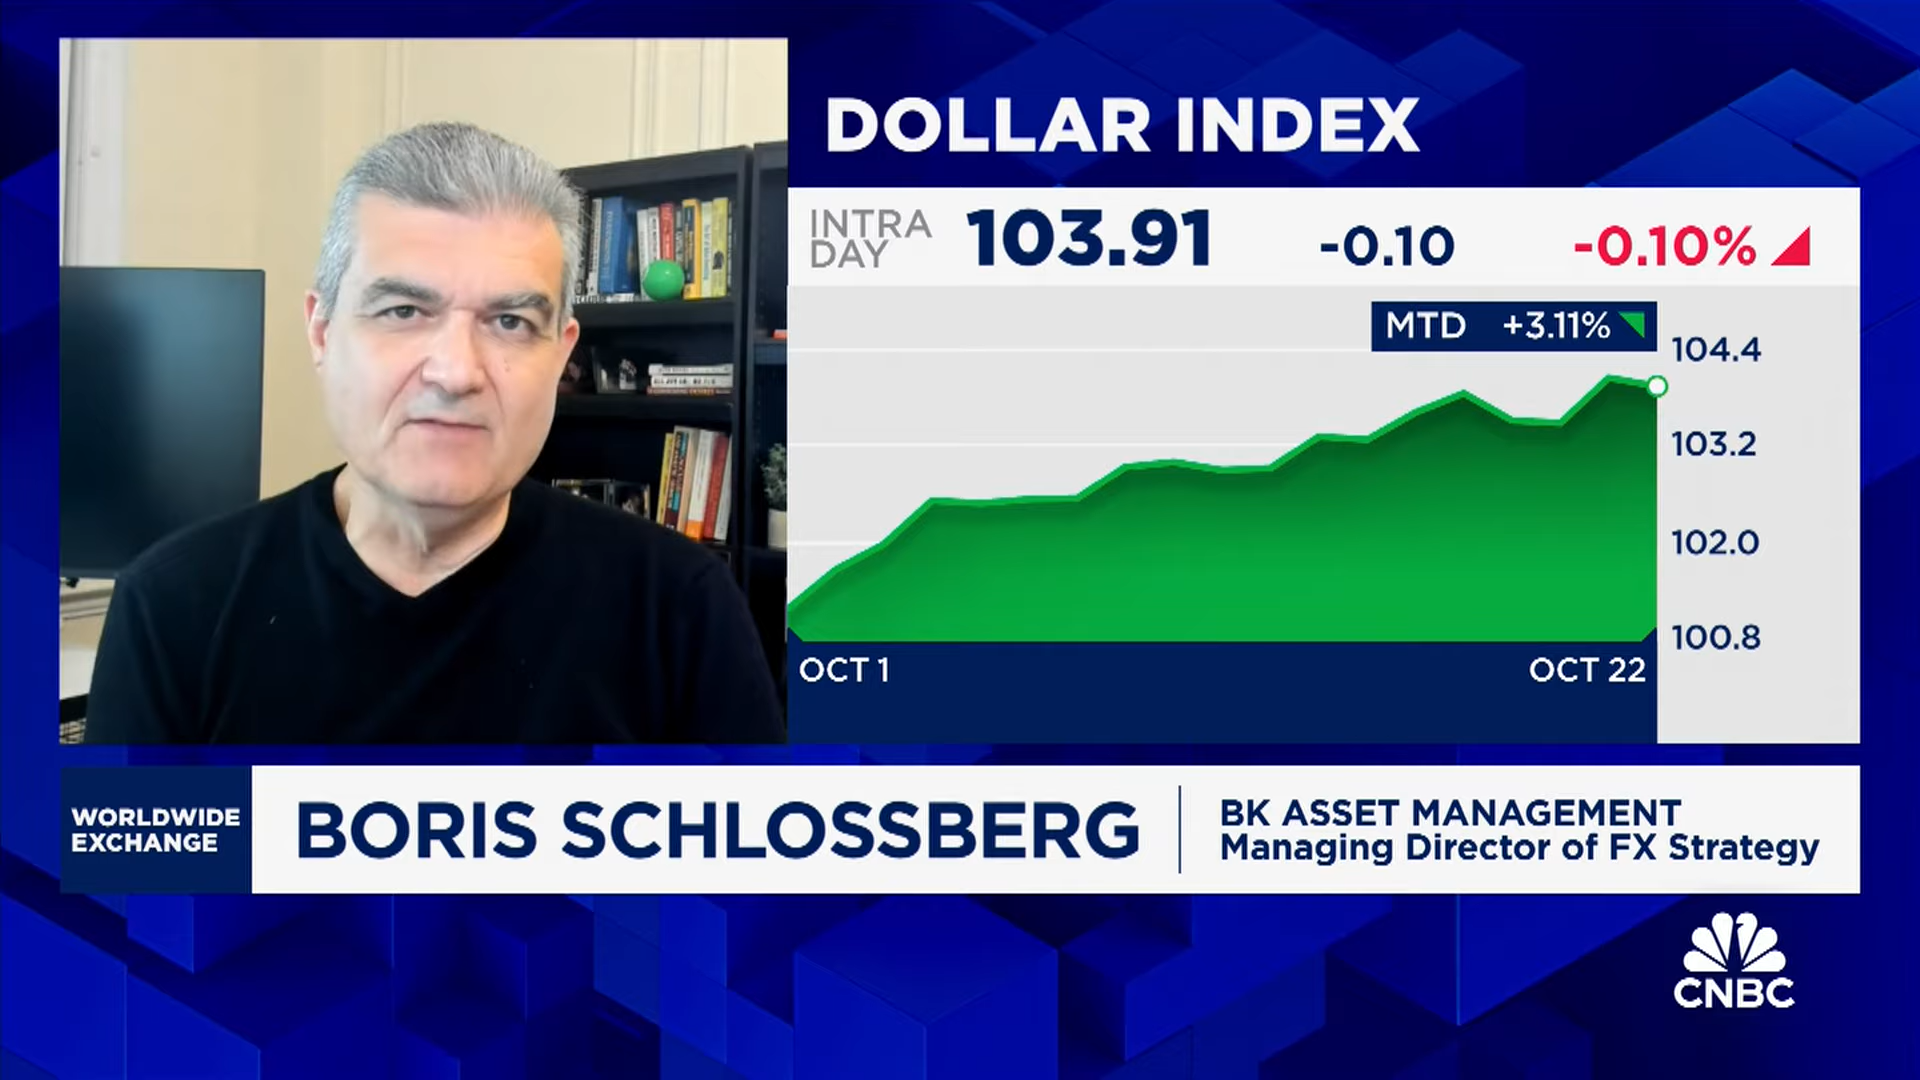 DOLLAR INDEX
INTRA
DAY
103.91
-0.10
-0.10%
MTD +3.11%
104.4
103.2
102.0
100.8
OCT 1
OCT 22
WORLDWIDE
EXCHANGE
BORIS SCHLOSSBERG
BK ASSET MANAGEMENT
Managing Director of FX Strategy
CNBC